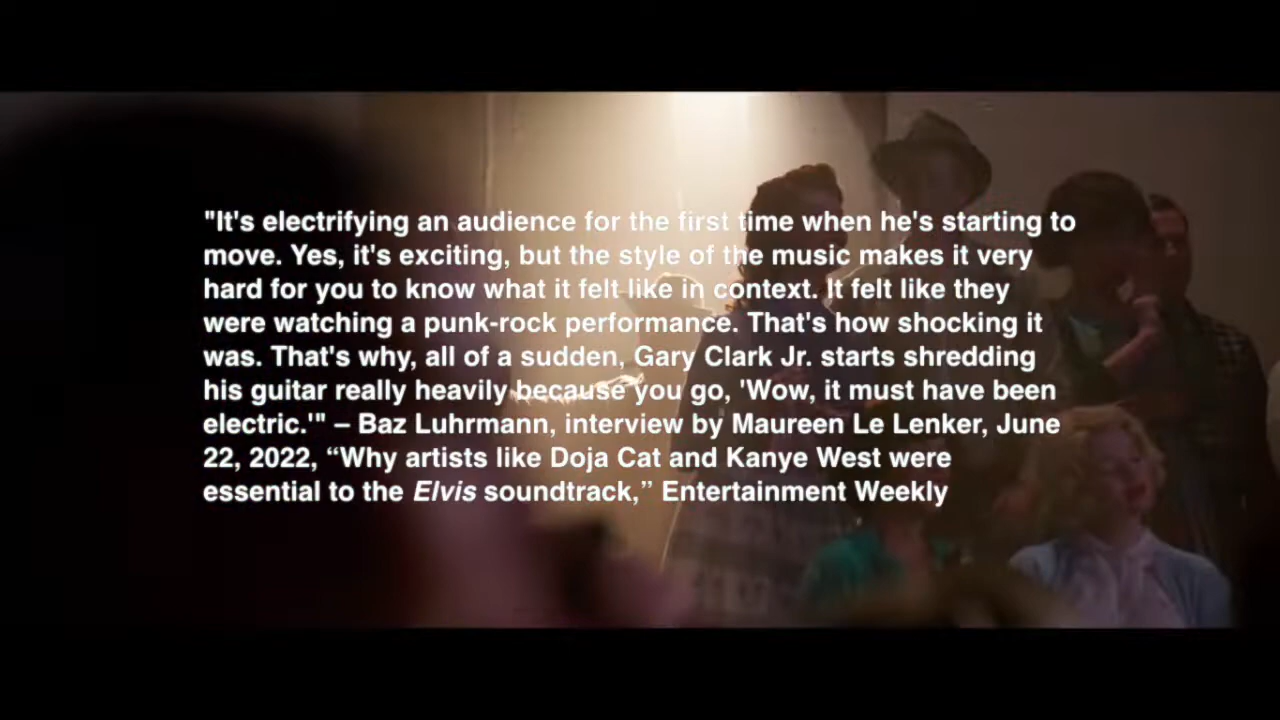 "It's electrifying an audience for the first time when he's starting to
move. Yes, it's exciting, but the style of the music makes it very
hard for you to know what it felt like in context. It felt like they
were watching a punk-rock performance. That's how shocking it
was. That's why, all of a sudden, Gary Clark Jr. starts shredding
his guitar really heavily because you go, 'Wow, it must have been
electric.'" – Baz Luhrmann, interview by Maureen Le Lenker, June
22, 2022, “Why artists like Doja Cat and Kanye West were
essential to the Elvis soundtrack,” Entertainment Weekly